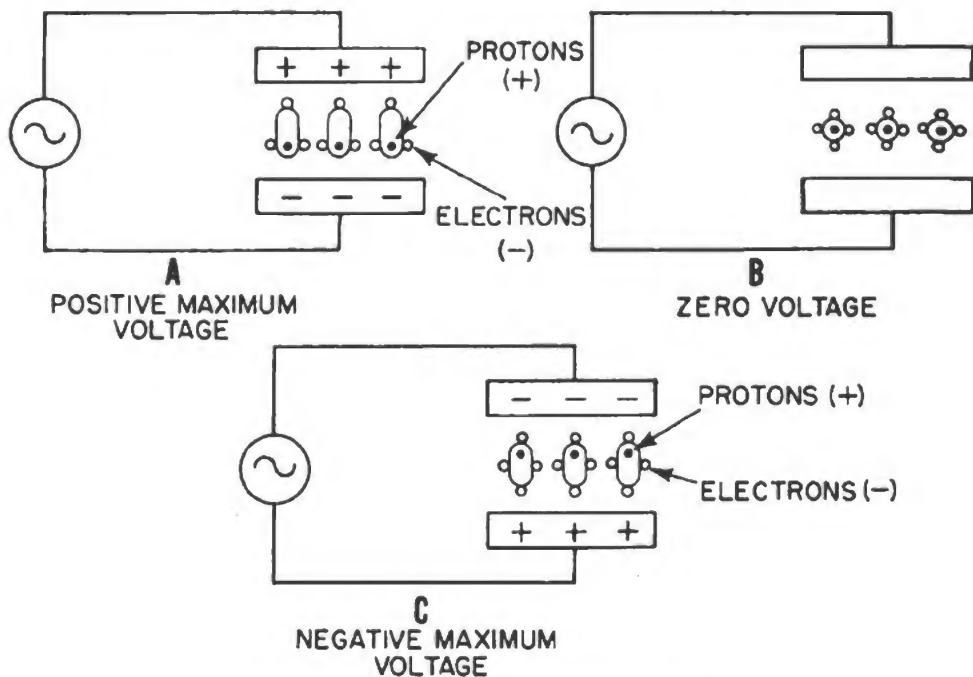 + + +
PROTONS
(+)
− − −
ELECTRONS
(−)
A
POSITIVE MAXIMUM
VOLTAGE
B
ZERO VOLTAGE
− − −
PROTONS (+)
ELECTRONS (−)
+ + +
C
NEGATIVE MAXIMUM
VOLTAGE